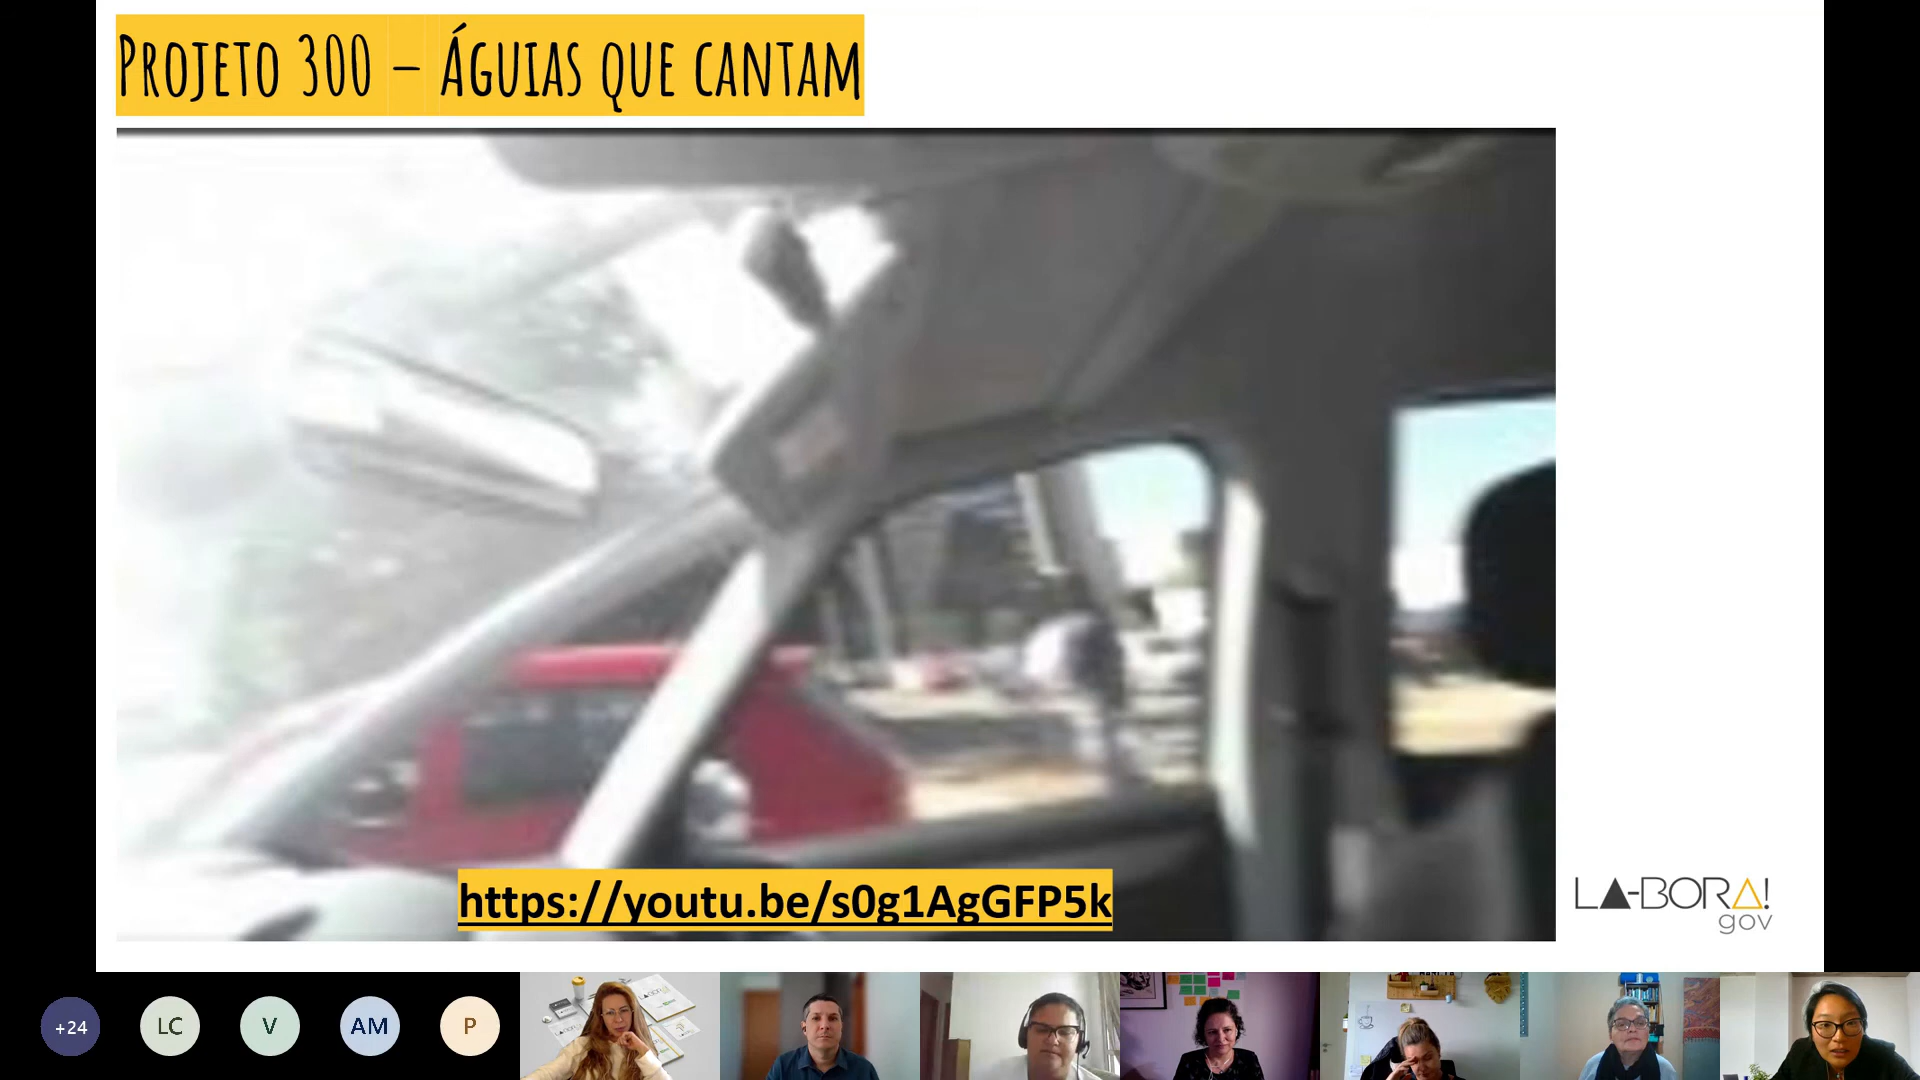 PROJETO 300 – ÁGUIAS QUE CANTAM
https://youtu.be/s0g1AgGFP5k
LA-BORA!
gov
+24
LC
V
AM
P